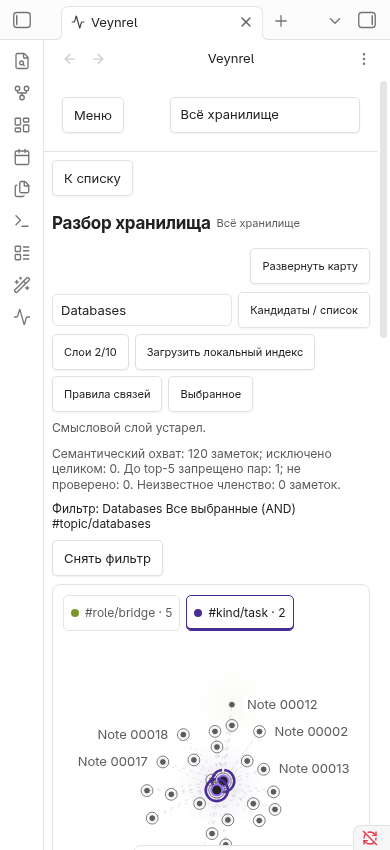 Veynrel
Veynrel
Меню
Всё хранилище
К списку
Разбор хранилища Всё хранилище
Развернуть карту
Databases
Кандидаты / список
Слои 2/10
Загрузить локальный индекс
Правила связей
Выбранное
Смысловой слой устарел.
Семантический охват: 120 заметок; исключено
целиком: 0. До top-5 запрещено пар: 1; не
проверено: 0. Неизвестное членство: 0 заметок.
Фильтр: Databases Все выбранные (AND)
#topic/databases
Снять фильтр
#role/bridge · 5
#kind/task · 2
Note 00012
Note 00018
Note 00002
Note 00017
Note 00013